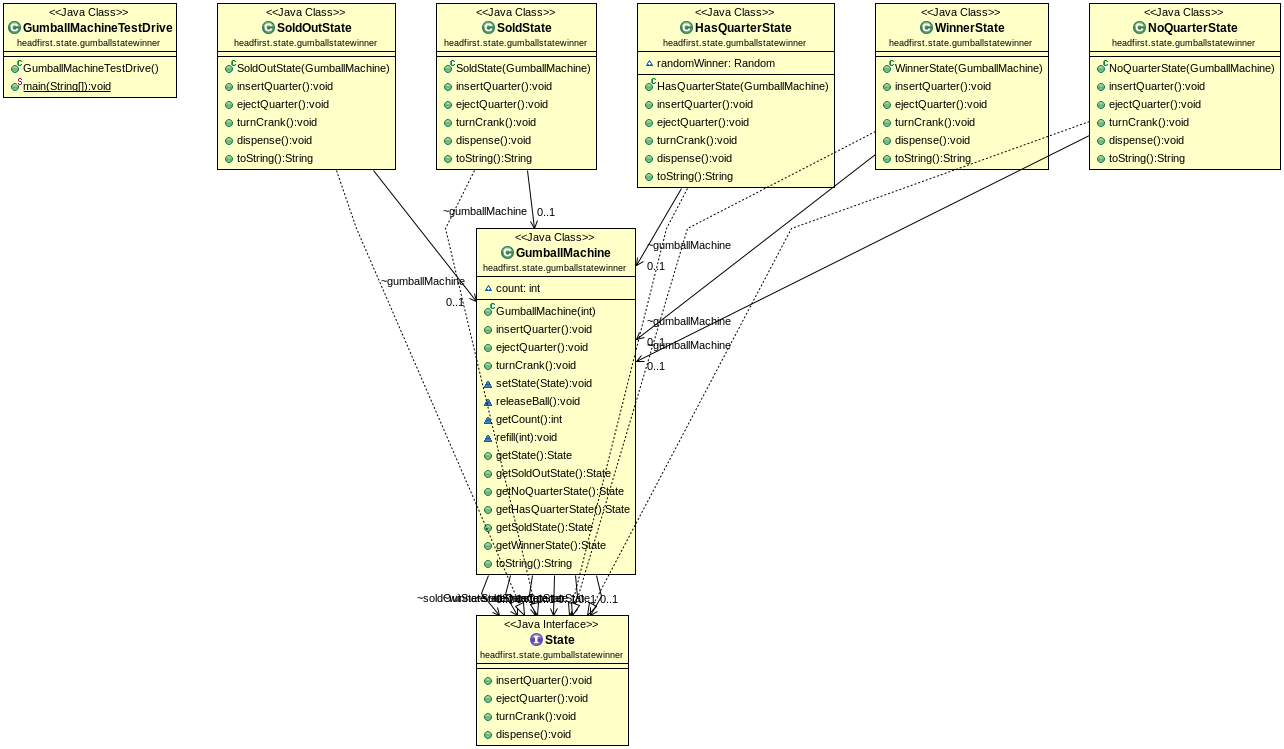 <<Java Class>>
GumballMachineTestDrive
headfirst.state.gumballstatewinner
GumballMachineTestDrive()
main(String[]):void
<<Java Class>>
SoldOutState
headfirst.state.gumballstatewinner
SoldOutState(GumballMachine)
insertQuarter():void
ejectQuarter():void
turnCrank():void
dispense():void
toString():String
<<Java Class>>
SoldState
headfirst.state.gumballstatewinner
SoldState(GumballMachine)
insertQuarter():void
ejectQuarter():void
turnCrank():void
dispense():void
toString():String
<<Java Class>>
HasQuarterState
headfirst.state.gumballstatewinner
randomWinner: Random
HasQuarterState(GumballMachine)
insertQuarter():void
ejectQuarter():void
turnCrank():void
dispense():void
toString():String
<<Java Class>>
WinnerState
headfirst.state.gumballstatewinner
WinnerState(GumballMachine)
insertQuarter():void
ejectQuarter():void
turnCrank():void
dispense():void
toString():String
<<Java Class>>
NoQuarterState
headfirst.state.gumballstatewinner
NoQuarterState(GumballMachine)
insertQuarter():void
ejectQuarter():void
turnCrank():void
dispense():void
toString():String
~gumballMachine
0..1
~gumballMachine
0..1
~gumballMachine
0..1
~gumballMachine
0..1
~gumballMachine
0..1
<<Java Class>>
GumballMachine
headfirst.state.gumballstatewinner
count: int
GumballMachine(int)
insertQuarter():void
ejectQuarter():void
turnCrank():void
setState(State):void
releaseBall():void
getCount():int
refill(int):void
getState():State
getSoldOutState():State
getNoQuarterState():State
getHasQuarterState():State
getSoldState():State
getWinnerState():State
toString():String
0..1
<<Java Interface>>
State
headfirst.state.gumballstatewinner
insertQuarter():void
ejectQuarter():void
turnCrank():void
dispense():void